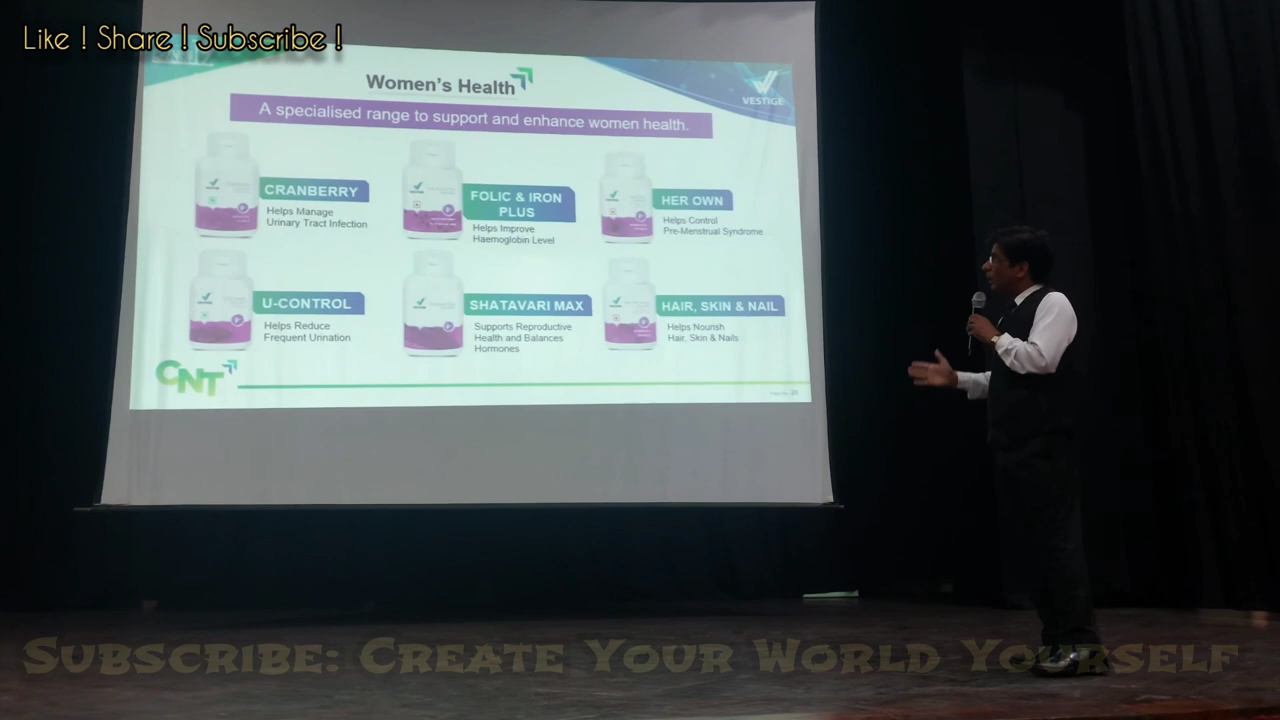 Like ! Share ! Subscribe !
Women's Health
VESTIGE
A specialised range to support and enhance women health.
CRANBERRY
Helps Manage
Urinary Tract Infection
FOLIC & IRON
PLUS
Helps Improve
Haemoglobin Level
HER OWN
Helps Control
Pre-Menstrual Syndrome
U-CONTROL
Helps Reduce
Frequent Urination
SHATAVARI MAX
Supports Reproductive
Health and Balances
Hormones
HAIR, SKIN & NAIL
Helps Nourish
Hair, Skin & Nails
CNT
Subscribe: Create Your World Yourself